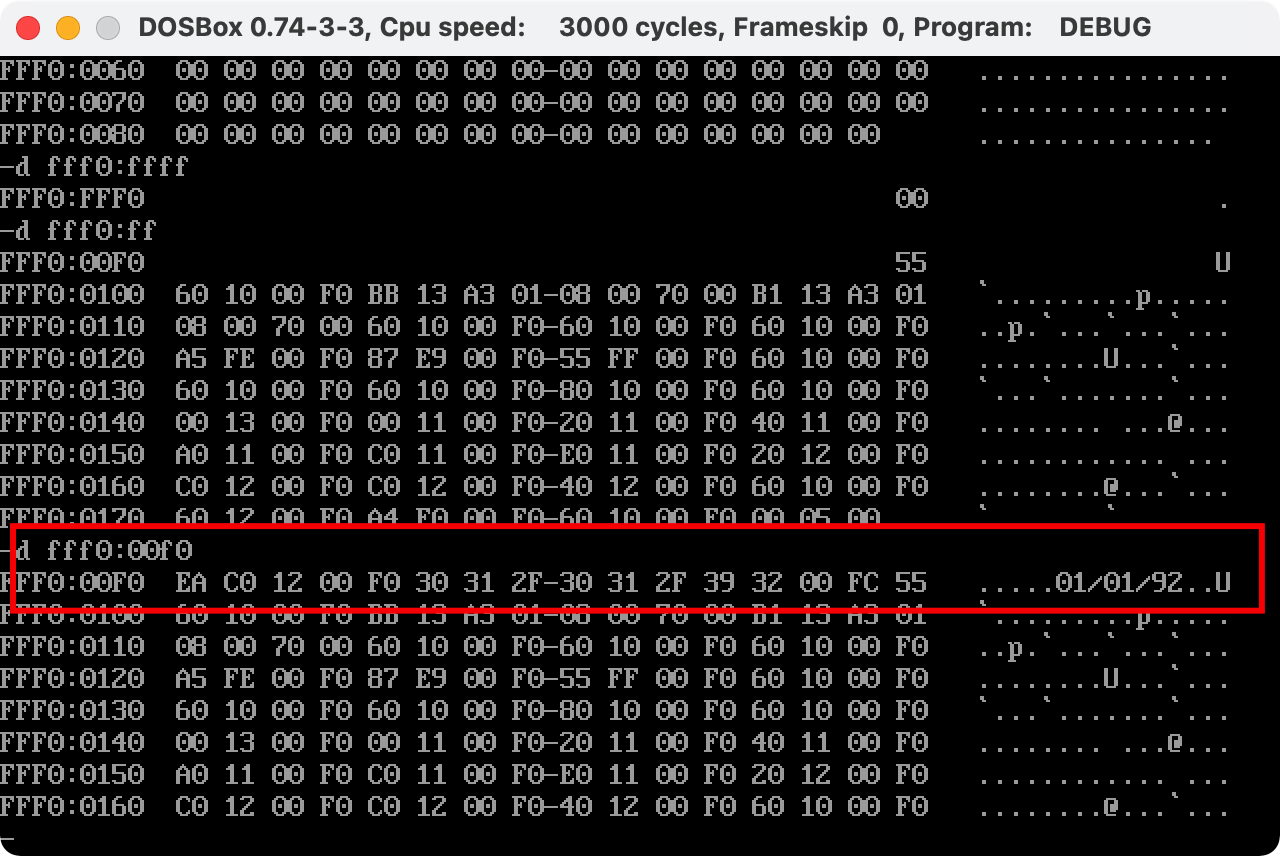 DOSBox 0.74-3-3, Cpu speed: 3000 cycles, Frameskip 0, Program: DEBUG
FFF0:0060 00 00 00 00 00 00 00 00-00 00 00 00 00 00 00 00 ................
FFF0:0070 00 00 00 00 00 00 00 00-00 00 00 00 00 00 00 00 ................
FFF0:0080 00 00 00 00 00 00 00 00-00 00 00 00 00 00 00 ...............
-d fff0:ffff
FFF0:FFF0 00 .
-d fff0:ff
FFF0:00F0 55 U
FFF0:0100 60 10 00 F0 BB 13 A3 01-08 00 70 00 B1 13 A3 01 `.........p.....
FFF0:0110 08 00 70 00 60 10 00 F0-60 10 00 F0 60 10 00 F0 ..p.`...`...`...
FFF0:0120 A5 FE 00 F0 87 E9 00 F0-55 FF 00 F0 60 10 00 F0 ........U...`...
FFF0:0130 60 10 00 F0 60 10 00 F0-80 10 00 F0 60 10 00 F0 `...`.......`...
FFF0:0140 00 13 00 F0 00 11 00 F0-20 11 00 F0 40 11 00 F0 ........ ...@...
FFF0:0150 A0 11 00 F0 C0 11 00 F0-E0 11 00 F0 20 12 00 F0 ............ ...
FFF0:0160 C0 12 00 F0 C0 12 00 F0-40 12 00 F0 60 10 00 F0 ........@...`...
FFF0:0170 60 12 00 F0 A4 F0 00 F0-60 10 00 F0 00 05 00 `.......`......
-d fff0:00f0
FFF0:00F0 EA C0 12 00 F0 30 31 2F-30 31 2F 39 32 00 FC 55 .....01/01/92..U
FFF0:0100 60 10 00 F0 BB 13 A3 01-08 00 70 00 B1 13 A3 01 `.........p.....
FFF0:0110 08 00 70 00 60 10 00 F0-60 10 00 F0 60 10 00 F0 ..p.`...`...`...
FFF0:0120 A5 FE 00 F0 87 E9 00 F0-55 FF 00 F0 60 10 00 F0 ........U...`...
FFF0:0130 60 10 00 F0 60 10 00 F0-80 10 00 F0 60 10 00 F0 `...`.......`...
FFF0:0140 00 13 00 F0 00 11 00 F0-20 11 00 F0 40 11 00 F0 ........ ...@...
FFF0:0150 A0 11 00 F0 C0 11 00 F0-E0 11 00 F0 20 12 00 F0 ............ ...
FFF0:0160 C0 12 00 F0 C0 12 00 F0-40 12 00 F0 60 10 00 F0 ........@...`...